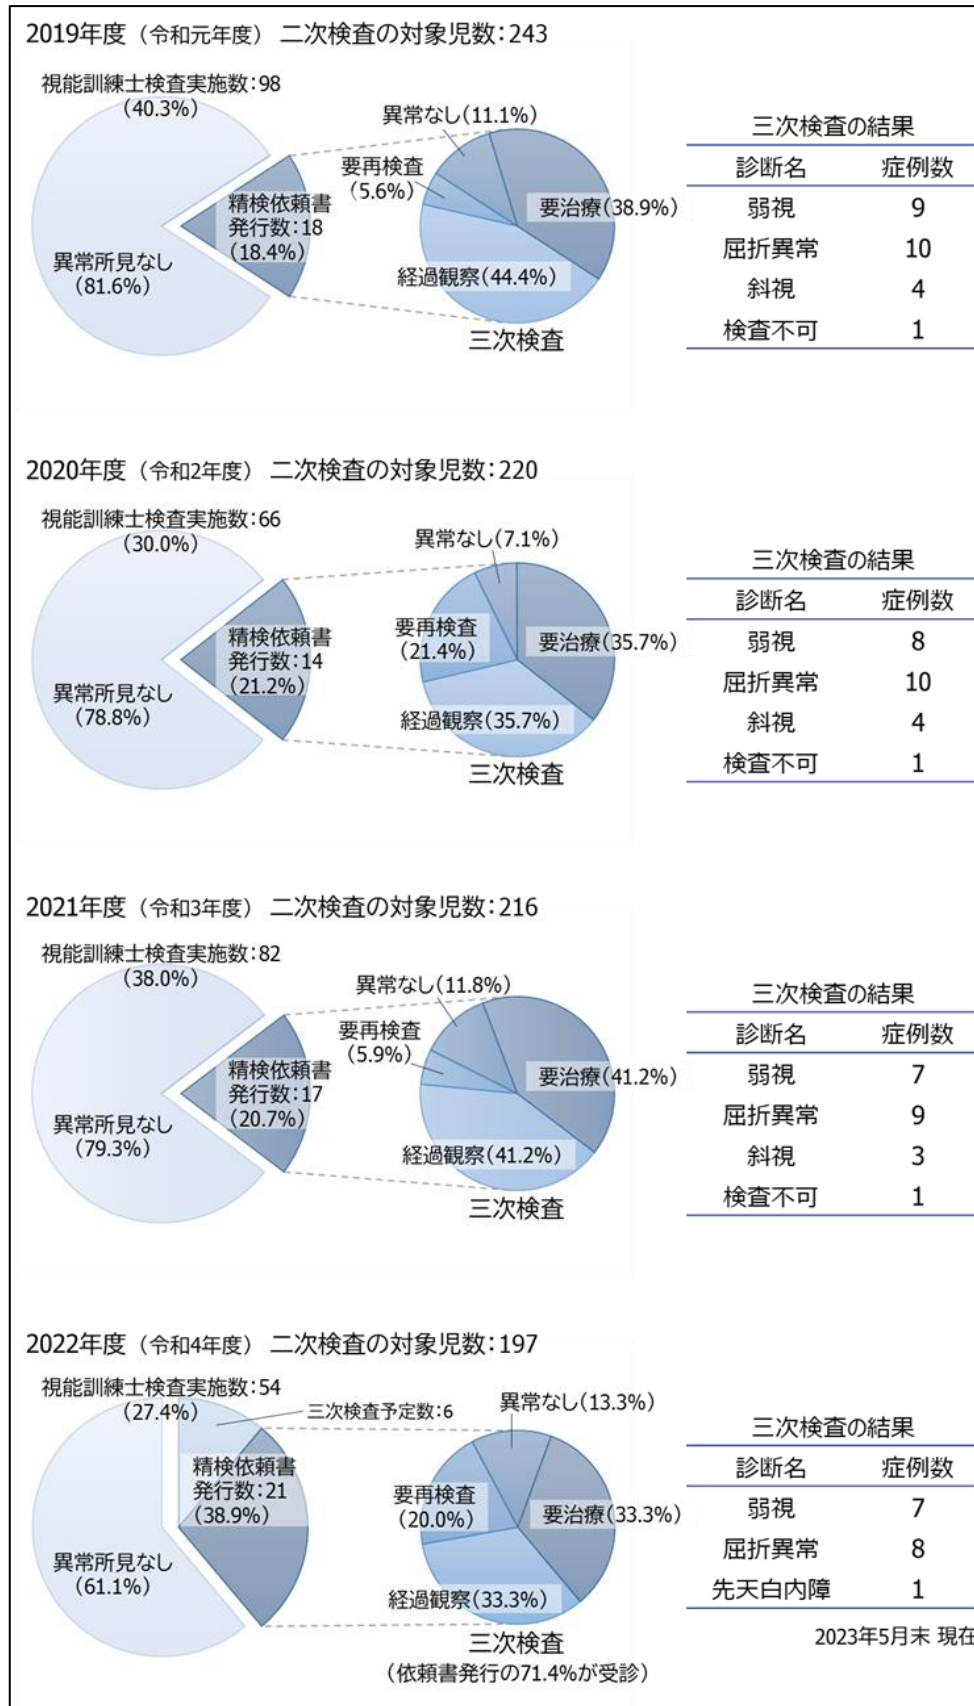 2019年度（令和元年度） 二次検査の対象児数：243
視能訓練士検査実施数：98
（40.3%）
異常所見なし
（81.6%）
精検依頼書
発行数：18
（18.4%）
異常なし（11.1%）
要再検査
（5.6%）
要治療（38.9%）
経過観察（44.4%）
三次検査
三次検査の結果
診断名 症例数
弱視 9
屈折異常 10
斜視 4
検査不可 1
2020年度（令和2年度） 二次検査の対象児数：220
視能訓練士検査実施数：66
（30.0%）
異常所見なし
（78.8%）
精検依頼書
発行数：14
（21.2%）
異常なし（7.1%）
要再検査
（21.4%）
要治療（35.7%）
経過観察（35.7%）
三次検査
三次検査の結果
診断名 症例数
弱視 8
屈折異常 10
斜視 4
検査不可 1
2021年度（令和3年度） 二次検査の対象児数：216
視能訓練士検査実施数：82
（38.0%）
異常所見なし
（79.3%）
精検依頼書
発行数：17
（20.7%）
異常なし（11.8%）
要再検査
（5.9%）
要治療（41.2%）
経過観察（41.2%）
三次検査
三次検査の結果
診断名 症例数
弱視 7
屈折異常 9
斜視 3
検査不可 1
2022年度（令和4年度） 二次検査の対象児数：197
視能訓練士検査実施数：54
（27.4%）
三次検査予定数：6
異常所見なし
（61.1%）
精検依頼書
発行数：21
（38.9%）
異常なし（13.3%）
要再検査
（20.0%）
要治療（33.3%）
経過観察（33.3%）
三次検査
（依頼書発行の71.4%が受診）
三次検査の結果
診断名 症例数
弱視 7
屈折異常 8
先天白内障 1
2023年5月末 現在